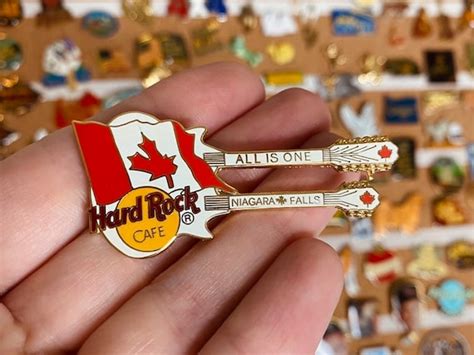 ALL IS ONE
NIAGARA FALLS
Hard Rock ®
CAFE